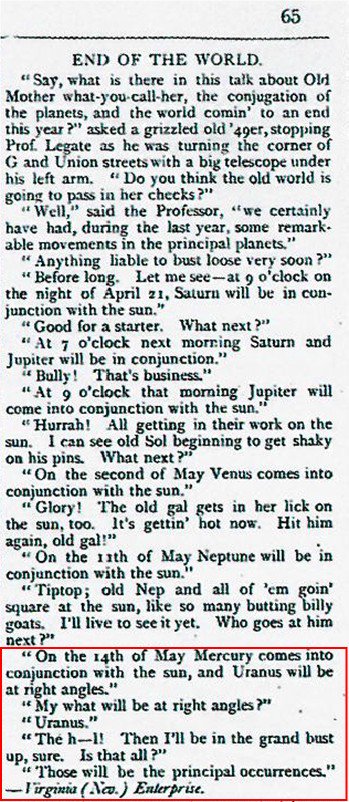 65
END OF THE WORLD.
"Say, what is there in this talk about Old
Mother what-you-call-her, the conjugation of
the planets, and the world comin' to an end
this year?" asked a grizzled old '49er, stopping
Prof. Legate as he was turning the corner of
G and Union streets with a big telescope under
his left arm. "Do you think the old world is
going to pass in her checks?"
"Well," said the Professor, "we certainly
have had, during the last year, some remark-
able movements in the principal planets."
"Anything liable to bust loose very soon?"
"Before long. Let me see—at 9 o'clock on
the night of April 21, Saturn will be in con-
junction with the sun."
"Good for a starter. What next?"
"At 7 o'clock next morning Saturn and
Jupiter will be in conjunction."
"Bully! That's business."
"At 9 o'clock that morning Jupiter will
come into conjunction with the sun."
"Hurrah! All getting in their work on the
sun. I can see old Sol beginning to get shaky
on his pins. What next?"
"On the second of May Venus comes into
conjunction with the sun."
"Glory! The old gal gets in her lick on
the sun, too. It's gettin' hot now. Hit him
again, old gal!"
"On the 11th of May Neptune will be in
conjunction with the sun."
"Tiptop; old Nep and all of 'em goin'
square at the sun, like so many butting billy
goats. I'll live to see it yet. Who goes at him
next?"
"On the 14th of May Mercury comes into
conjunction with the sun, and Uranus will be
at right angles."
"My what will be at right angles?"
"Uranus."
"The h—l! Then I'll be in the grand bust
up, sure. Is that all?"
"Those will be the principal occurrences."
—Virginia (Nev.) Enterprise.